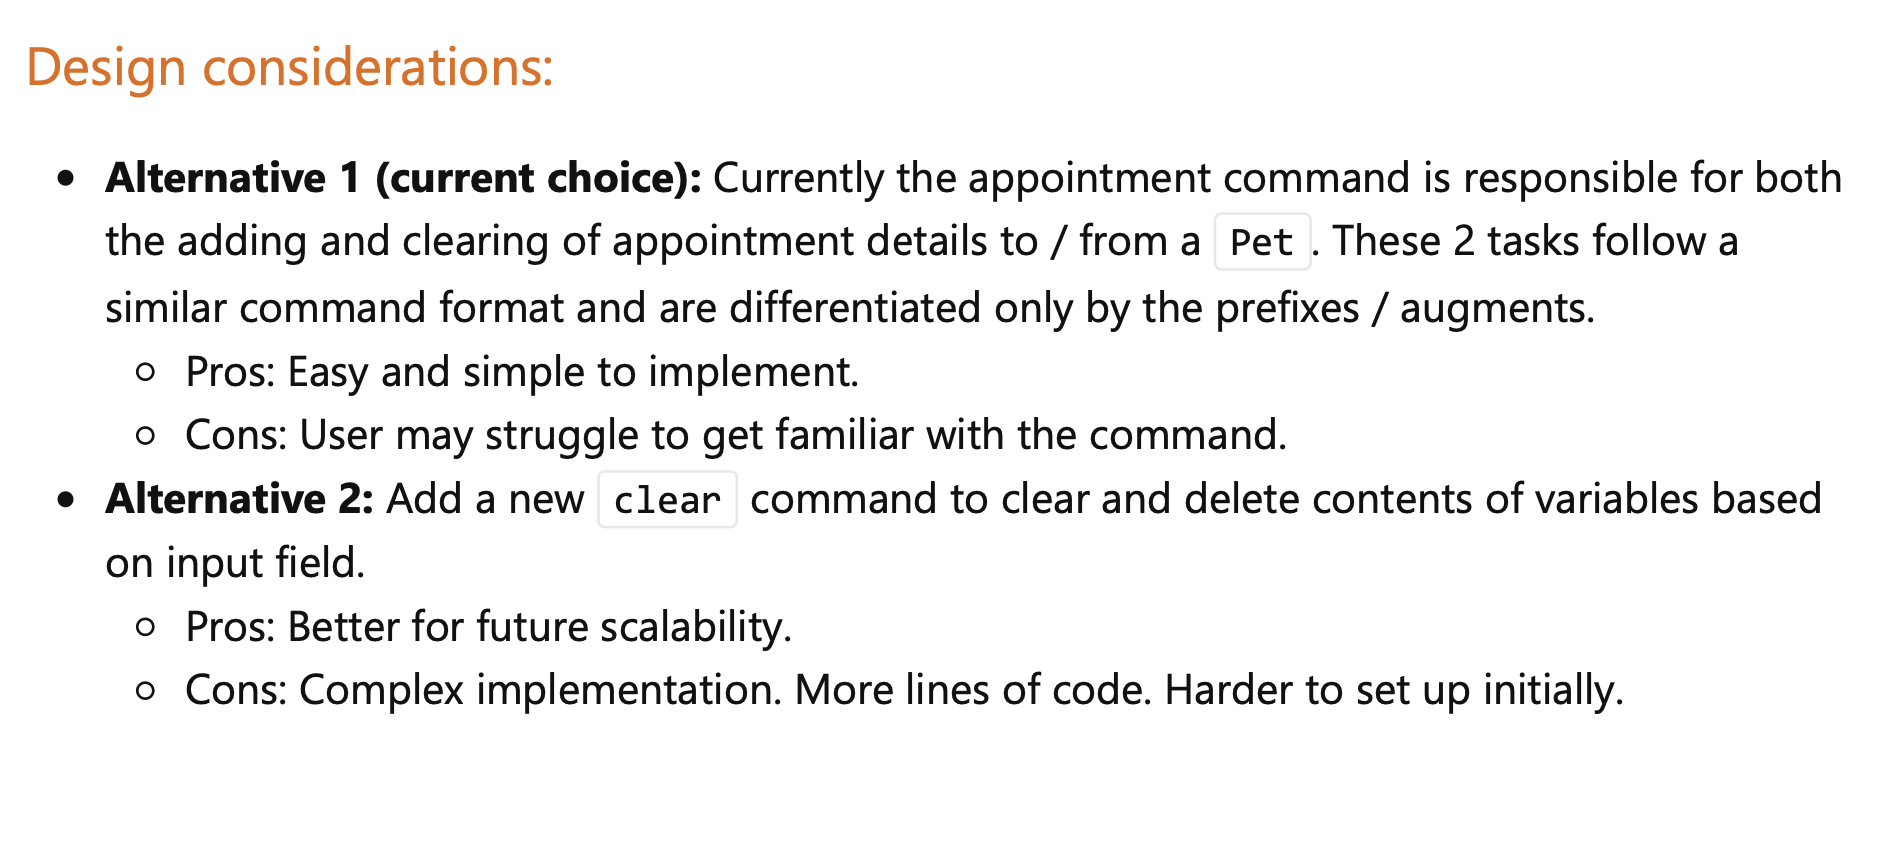 Design considerations:
• Alternative 1 (current choice): Currently the appointment command is responsible for both
the adding and clearing of appointment details to / from a Pet. These 2 tasks follow a
similar command format and are differentiated only by the prefixes / augments.
○ Pros: Easy and simple to implement.
○ Cons: User may struggle to get familiar with the command.
• Alternative 2: Add a new clear command to clear and delete contents of variables based
on input field.
○ Pros: Better for future scalability.
○ Cons: Complex implementation. More lines of code. Harder to set up initially.